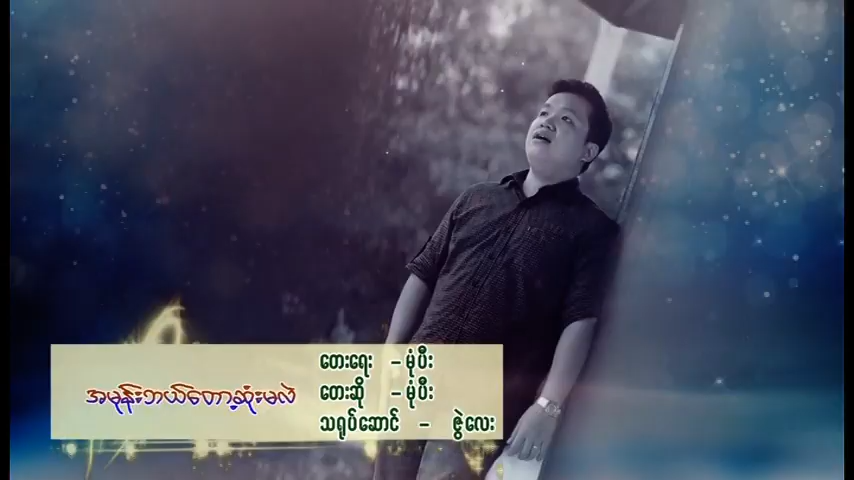 အမုန်းဘယ်တော့ဆုံးမလဲ
တေးရေး - မုံပီး
တေးဆို - မုံပီး
သရုပ်ဆောင် - ဇွဲလေး